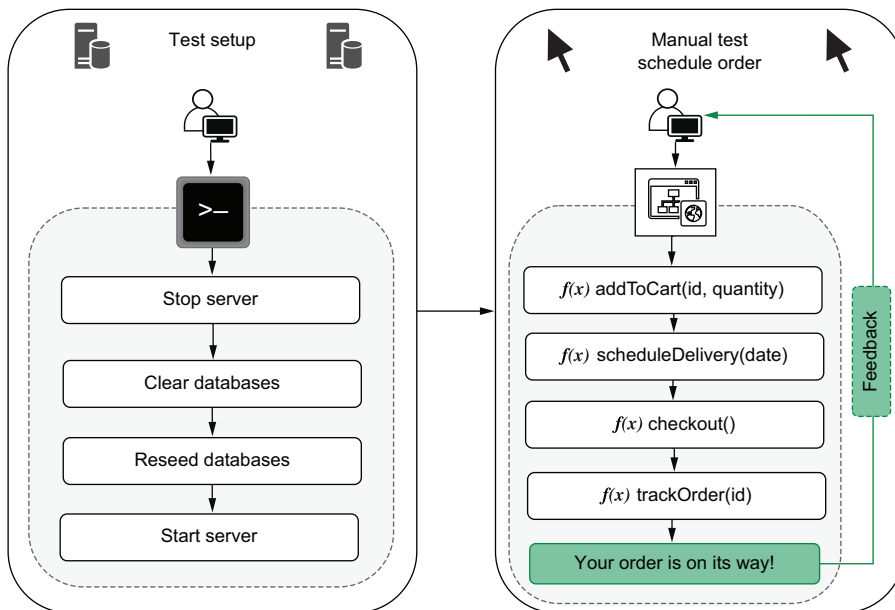 Test setup
>_
Stop server
Clear databases
Reseed databases
Start server
Manual test
schedule order
f(x) addToCart(id, quantity)
f(x) scheduleDelivery(date)
f(x) checkout()
f(x) trackOrder(id)
Your order is on its way!
Feedback